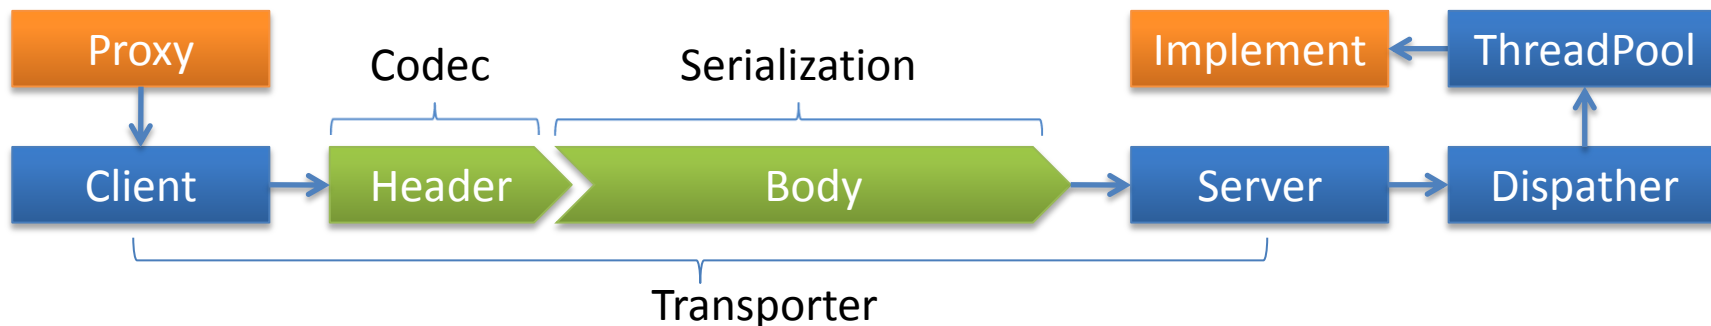 Proxy
Codec
Serialization
Implement
ThreadPool
Client
Header
Body
Server
Dispather
Transporter